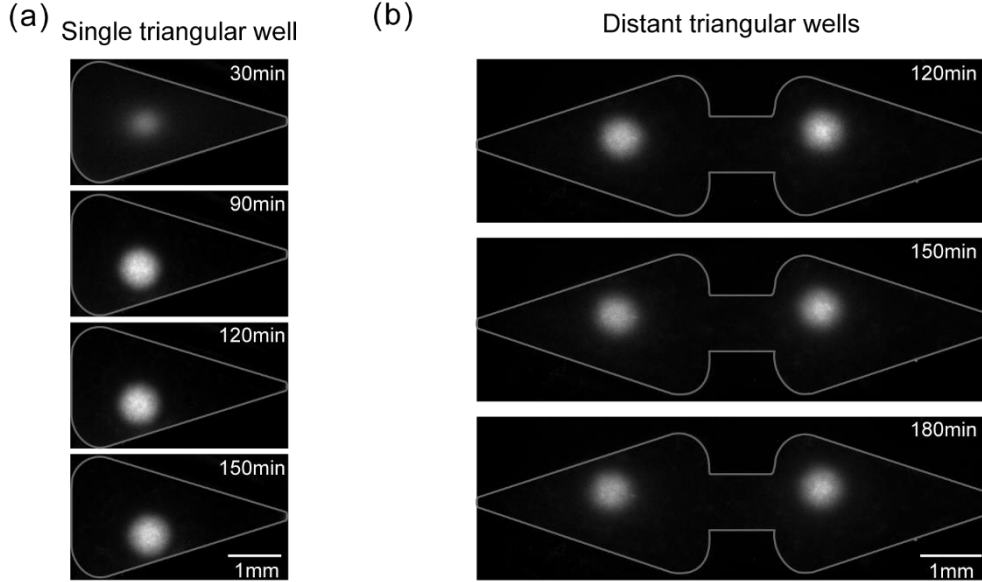 (a)
Single triangular well
30min
90min
120min
150min
1mm
(b)
Distant triangular wells
120min
150min
180min
1mm